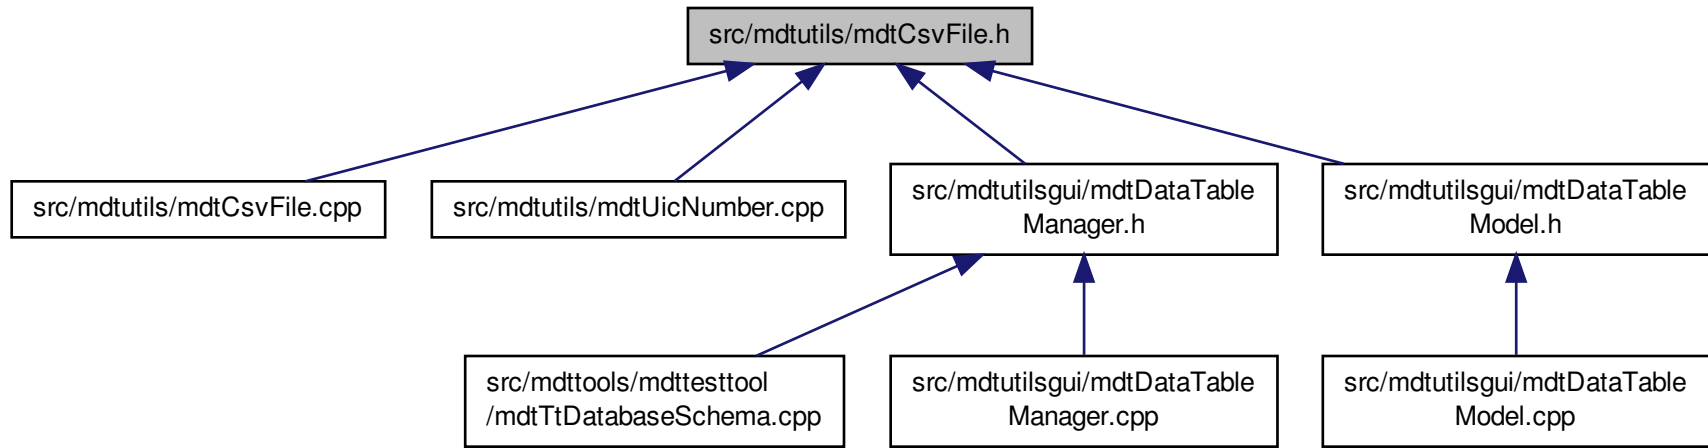 src/mdtutils/mdtCsvFile.h
src/mdtutils/mdtCsvFile.cpp
src/mdtutils/mdtUicNumber.cpp
src/mdtutilsgui/mdtDataTable
Manager.h
src/mdtutilsgui/mdtDataTable
Model.h
src/mdttools/mdttesttool
/mdtTtDatabaseSchema.cpp
src/mdtutilsgui/mdtDataTable
Manager.cpp
src/mdtutilsgui/mdtDataTable
Model.cpp